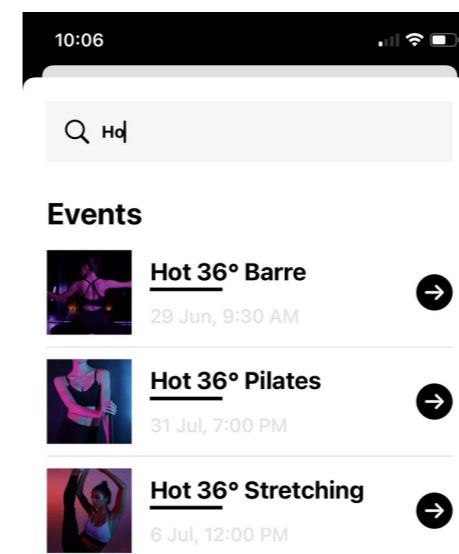 10:06
Ho
Events
Hot 36° Barre
29 Jun, 9:30 AM
Hot 36° Pilates
31 Jul, 7:00 PM
Hot 36° Stretching
6 Jul, 12:00 PM